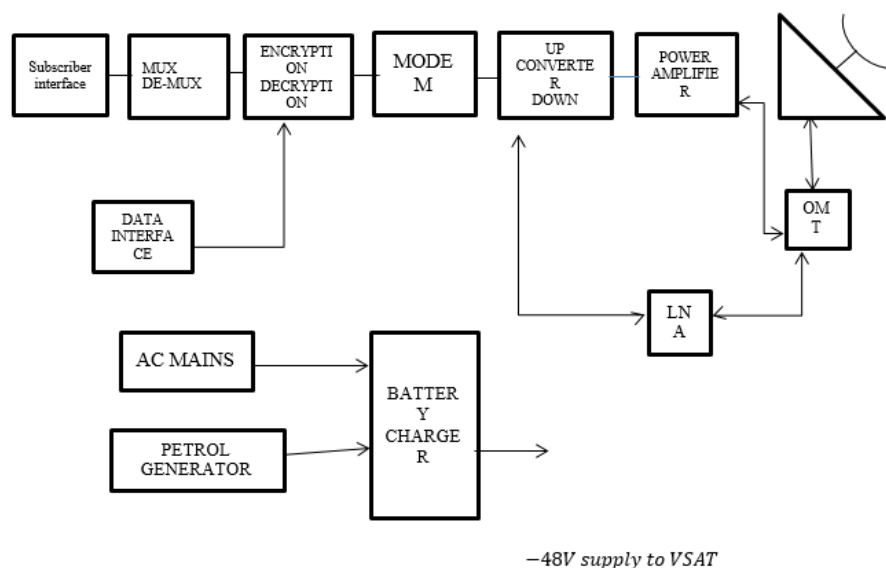 Subscriber
interface
MUX
DE-MUX
ENCRYPTI
ON
DECRYPTI
ON
MODE
M
UP
CONVERTE
R
DOWN
POWER
AMPLIFIE
R
DATA
INTERFA
CE
OM
T
LN
A
AC MAINS
PETROL
GENERATOR
BATTER
Y
CHARGE
R
−48V supply to VSAT